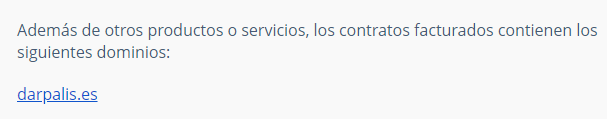 Además de otros productos o servicios, los contratos facturados contienen los
siguientes dominios:
darpalis.es